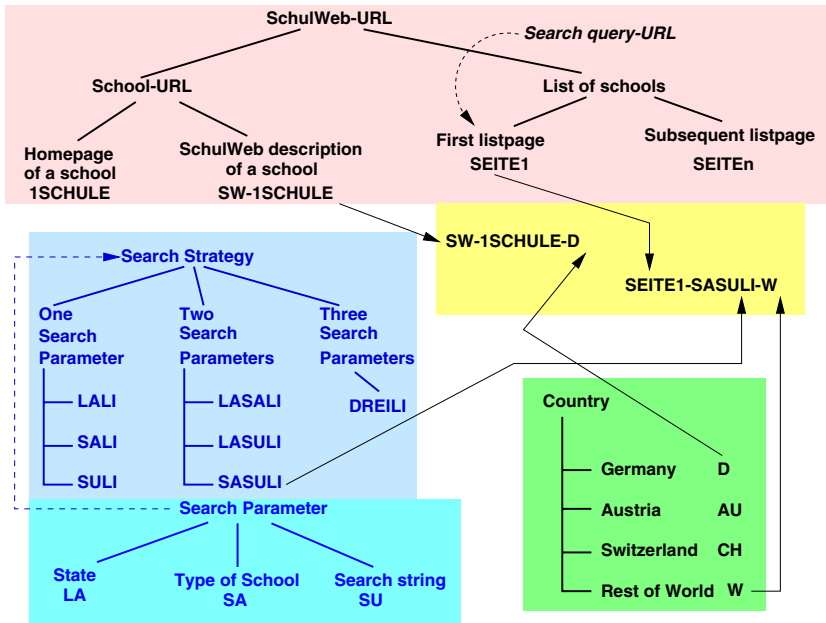 SchulWeb-URL
Search query-URL
School-URL
List of schools
Homepage
of a school
1SCHULE
SchulWeb description
of a school
SW-1SCHULE
First listpage
SEITE1
Subsequent listpage
SEITEn
SW-1SCHULE-D
SEITE1-SASULI-W
Search Strategy
One
Search
Parameter
LALI
SALI
SULI
Two
Search
Parameters
LASALI
LASULI
SASULI
Three
Search
Parameters
DREILI
Search Parameter
State
LA
Type of School
SA
Search string
SU
Country
Germany D
Austria AU
Switzerland CH
Rest of World W